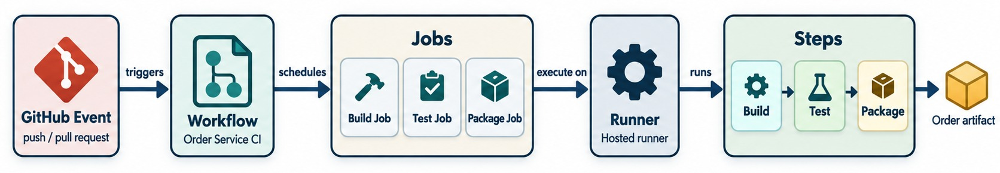 GitHub Event
push / pull request
triggers
Workflow
Order Service CI
schedules
Jobs
Build Job
Test Job
Package Job
execute on
Runner
Hosted runner
runs
Steps
Build
Test
Package
Order artifact